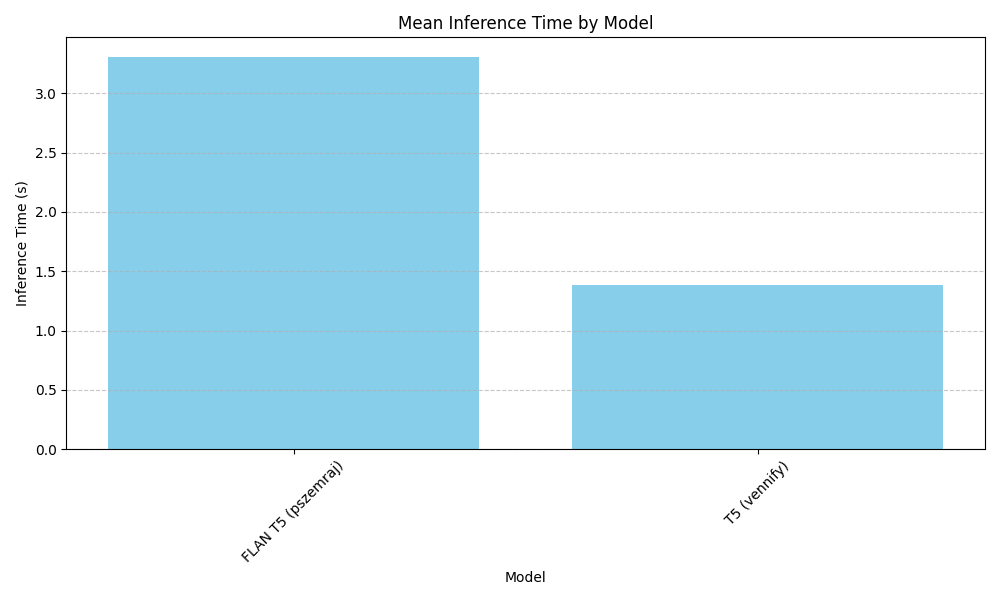 Mean Inference Time by Model
Inference Time (s)
3.0
2.5
2.0
1.5
1.0
0.5
0.0
FLAN T5 (pszemraj)
T5 (vennify)
Model